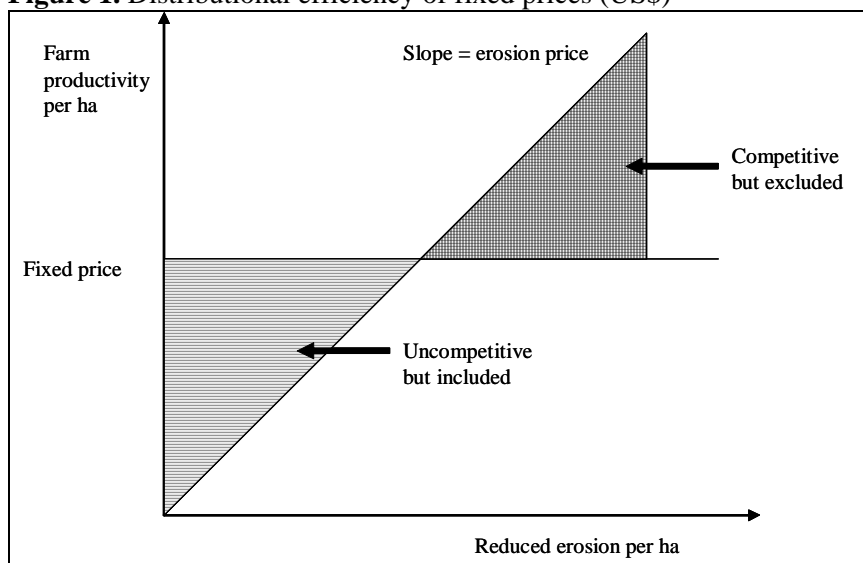 Figure 1. Distributional efficiency of fixed prices (US$)
Farm
productivity
per ha
Slope = erosion price
Competitive
but excluded
Fixed price
Uncompetitive
but included
Reduced erosion per ha